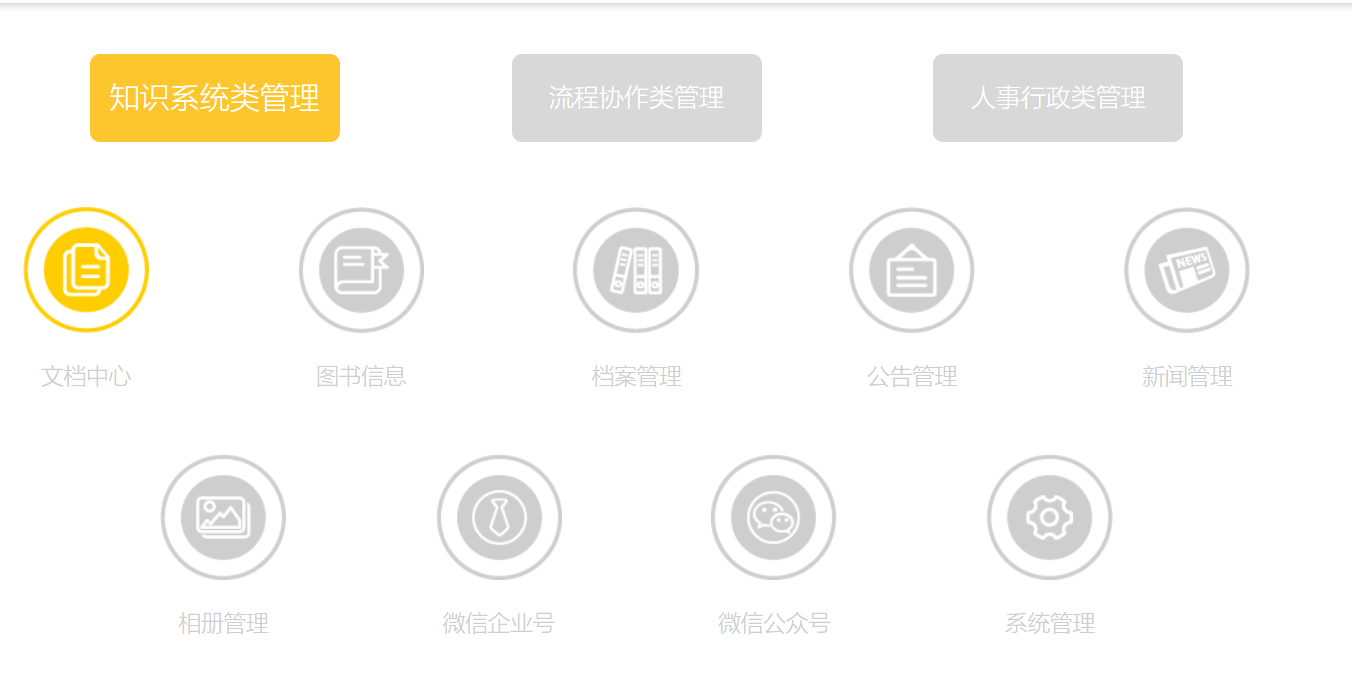 知识系统类管理
流程协作类管理
人事行政类管理
NEWS
文档中心
图书信息
档案管理
公告管理
新闻管理
相册管理
微信企业号
微信公众号
系统管理